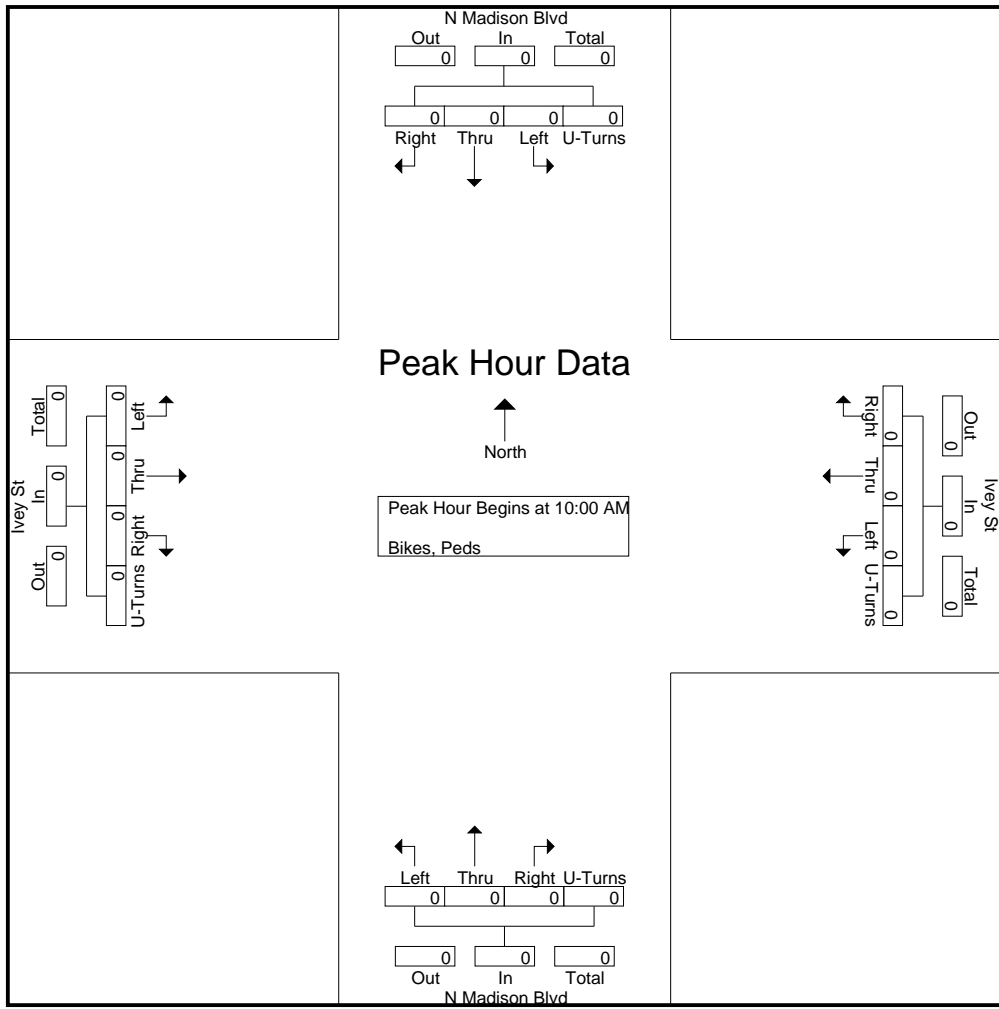 N Madison Blvd
Out In Total
0 0 0
0 0 0 0
Right Thru Left U-Turns
Peak Hour Data
North
Peak Hour Begins at 10:00 AM
Bikes, Peds
Ivey St
Total In Out
0 0 0
0 0 0 0
Left Thru Right U-Turns
Right Thru Left U-Turns
0 0 0 0
Out In Total
0 0 0
Ivey St
Left Thru Right U-Turns
0 0 0 0
0 0 0
Out In Total
N Madison Blvd